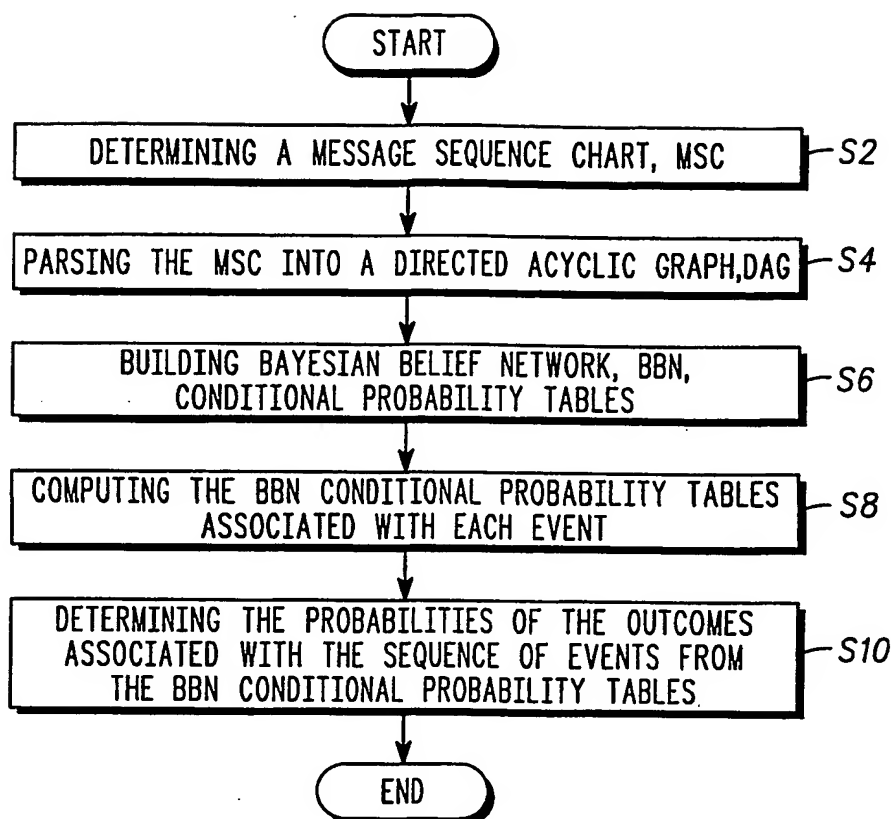 START
DETERMINING A MESSAGE SEQUENCE CHART, MSC
S2
PARSING THE MSC INTO A DIRECTED ACYCLIC GRAPH,DAG
S4
BUILDING BAYESIAN BELIEF NETWORK, BBN,
CONDITIONAL PROBABILITY TABLES
S6
COMPUTING THE BBN CONDITIONAL PROBABILITY TABLES
ASSOCIATED WITH EACH EVENT
S8
DETERMINING THE PROBABILITIES OF THE OUTCOMES
ASSOCIATED WITH THE SEQUENCE OF EVENTS FROM
THE BBN CONDITIONAL PROBABILITY TABLES
S10
END